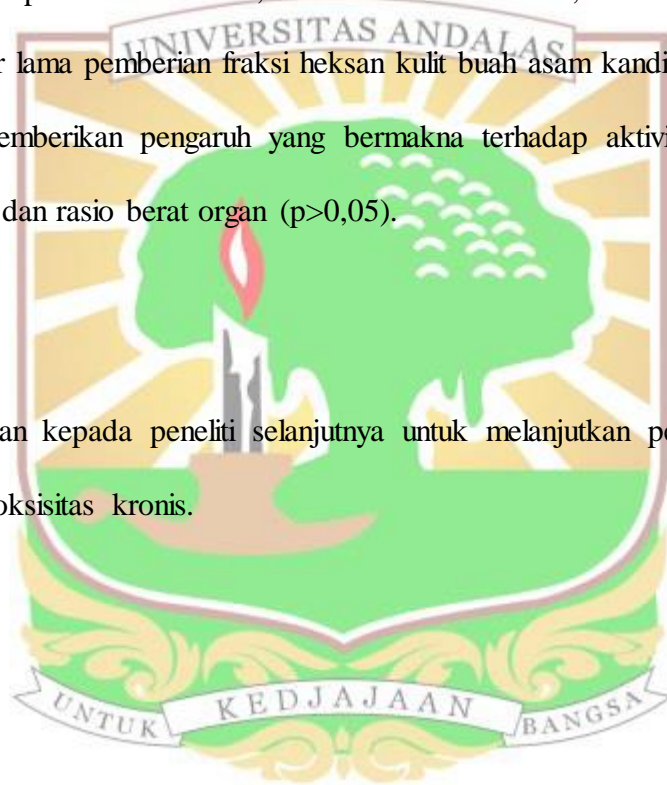 UNIVERSITAS ANDALAS
lama pemberian fraksi heksan kulit buah asam kandi
emberikan pengaruh yang bermakna terhadap aktivi
dan rasio berat organ (p>0,05).
an kepada peneliti selanjutnya untuk melanjutkan pe
oksisitas kronis.
UNTUK KEDJAJAAN BANGSA